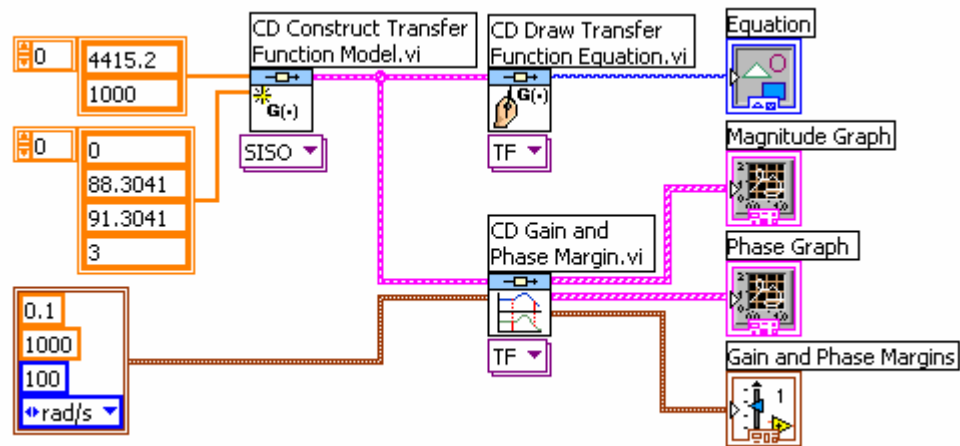 CD Construct Transfer
Function Model.vi
CD Draw Transfer
Function Equation.vi
Equation
0
4415.2
1000
G(•)
G(•)
SISO
TF
Magnitude Graph
0
0
88.3041
91.3041
3
CD Gain and
Phase Margin.vi
Phase Graph
0.1
1000
100
rad/s
TF
Gain and Phase Margins
1